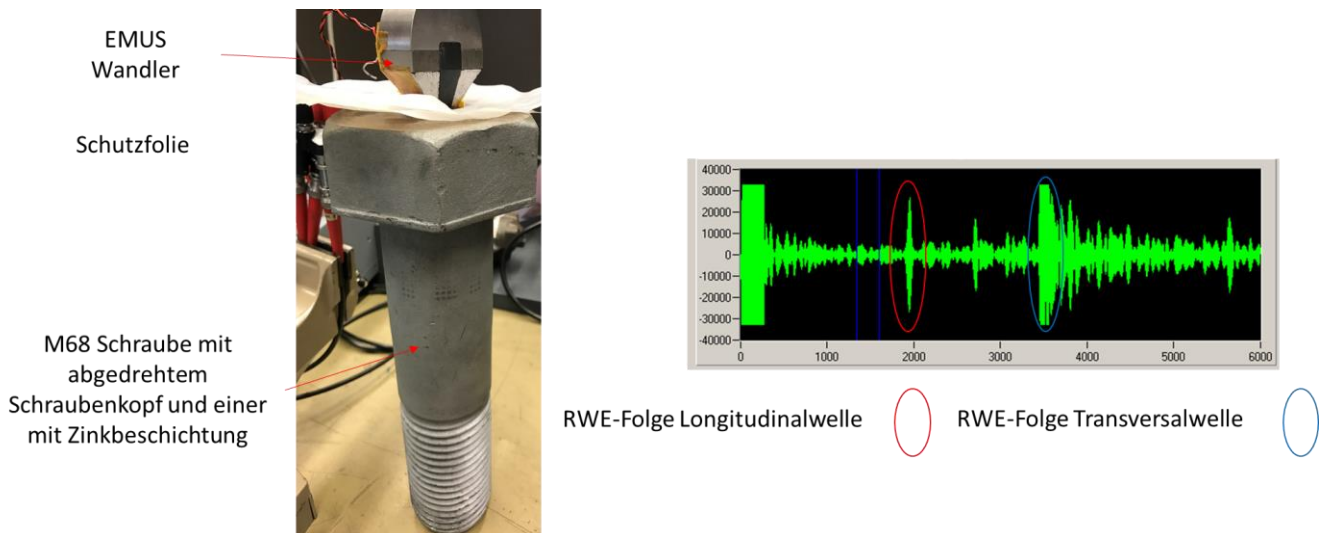 EMUS
Wandler
Schutzfolie
M68 Schraube mit
abgedrehtem
Schraubenkopf und einer
mit Zinkbeschichtung
40000
30000
20000
10000
0
-10000
-20000
-30000
-40000
0 1000 2000 3000 4000 5000 6000
RWE-Folge Longitudinalwelle RWE-Folge Transversalwelle